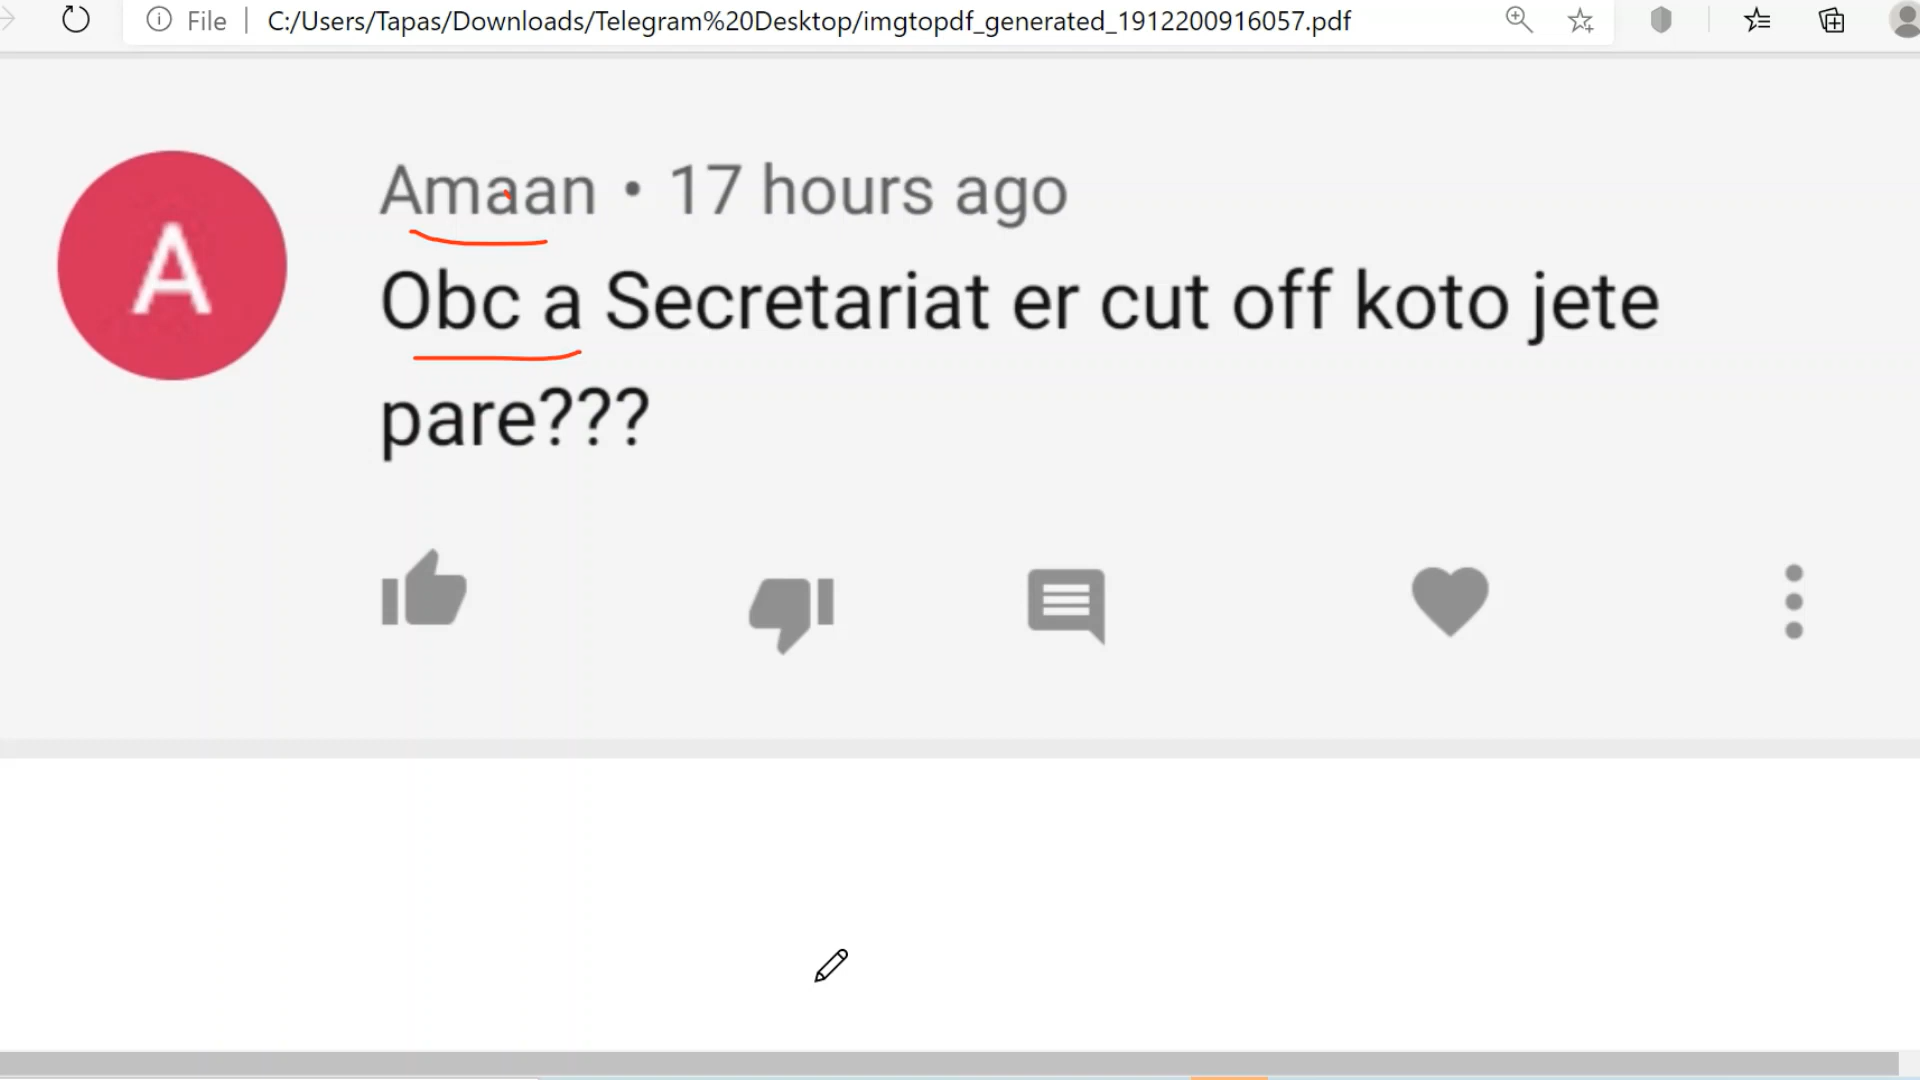 File | C:/Users/Tapas/Downloads/Telegram%20Desktop/imgtopdf_generated_1912200916057.pdf
A
Amaan • 17 hours ago
Obc a Secretariat er cut off koto jete
pare???